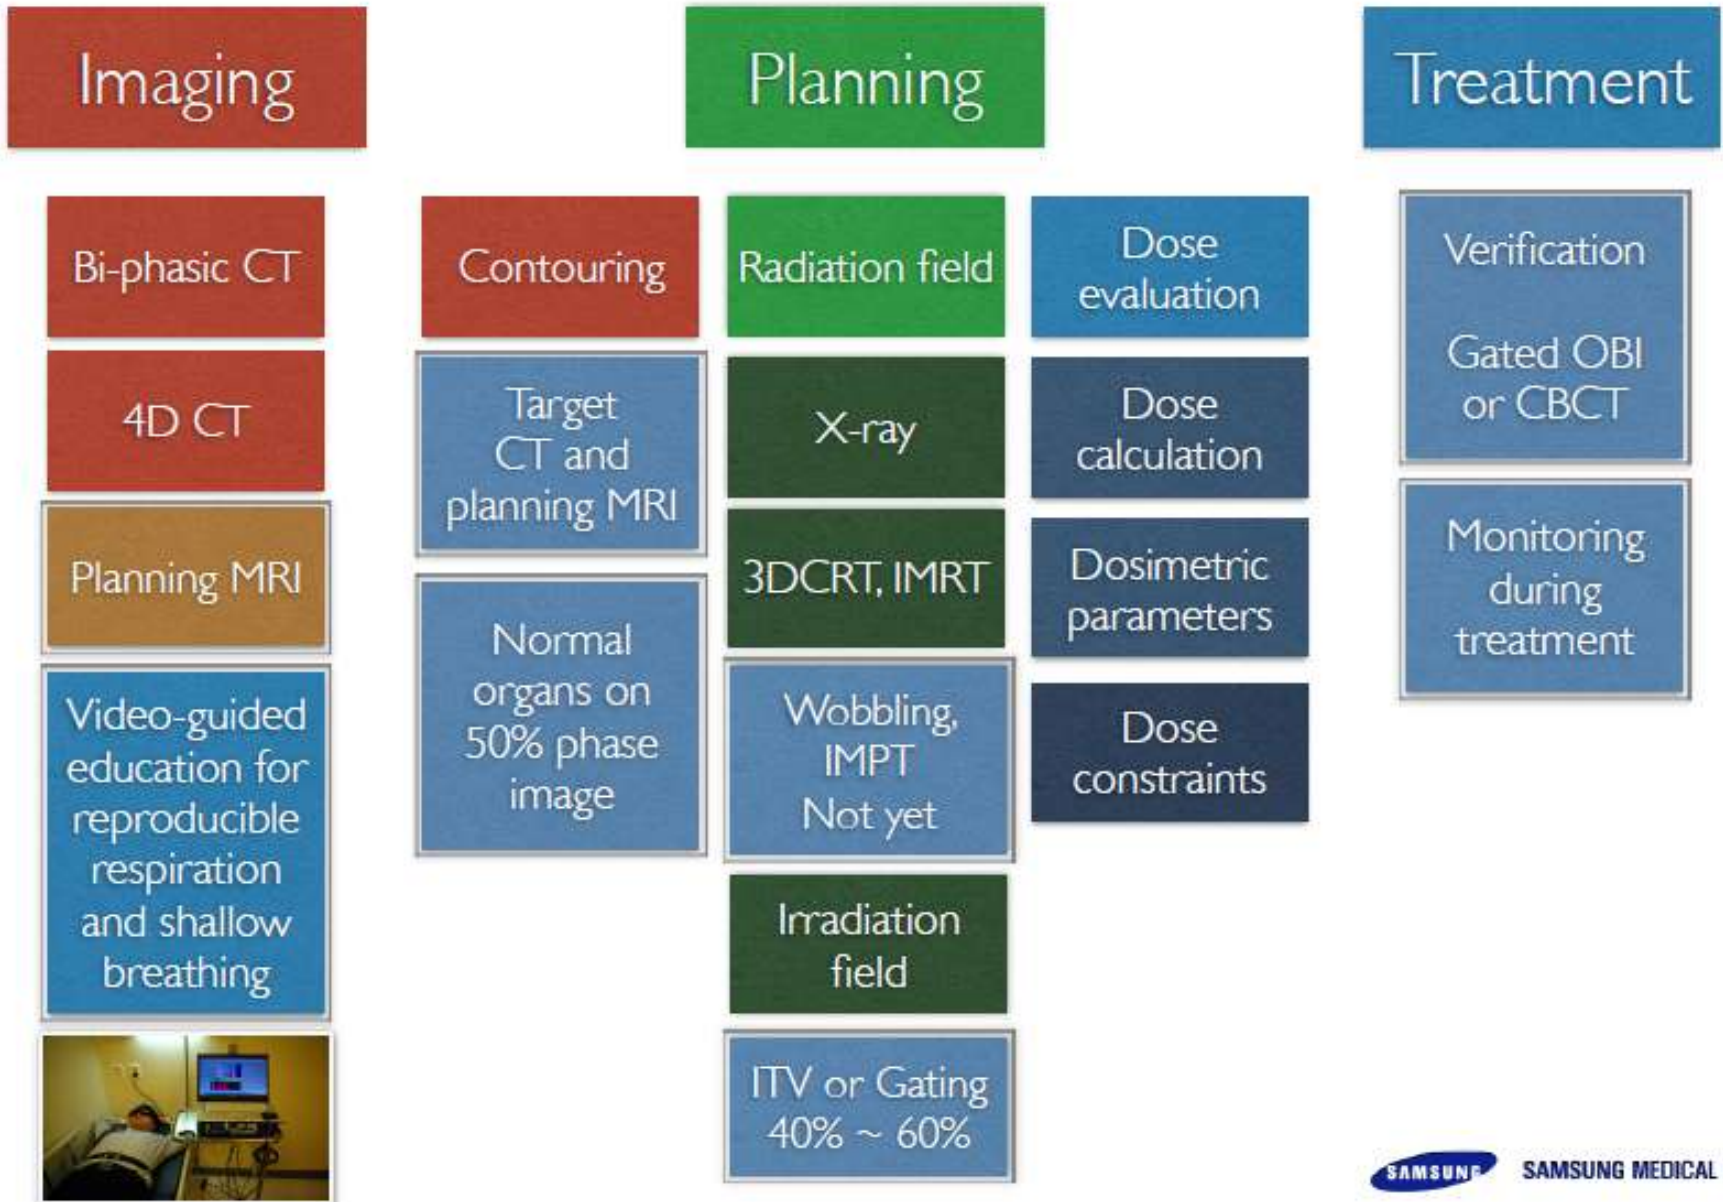 Imaging
Planning
Treatment
Bi-phasic CT
4D CT
Planning MRI
Video-guided
education for
reproducible
respiration
and shallow
breathing
Contouring
Target
CT and
planning MRI
Normal
organs on
50% phase
image
Radiation field
X-ray
3DCRT, IMRT
Wobbling,
IMPT
Not yet
Irradiation
field
ITV or Gating
40% ~ 60%
Dose
evaluation
Dose
calculation
Dosimetric
parameters
Dose
constraints
Verification
Gated OBI
or CBCT
Monitoring
during
treatment
SAMSUNG SAMSUNG MEDICAL